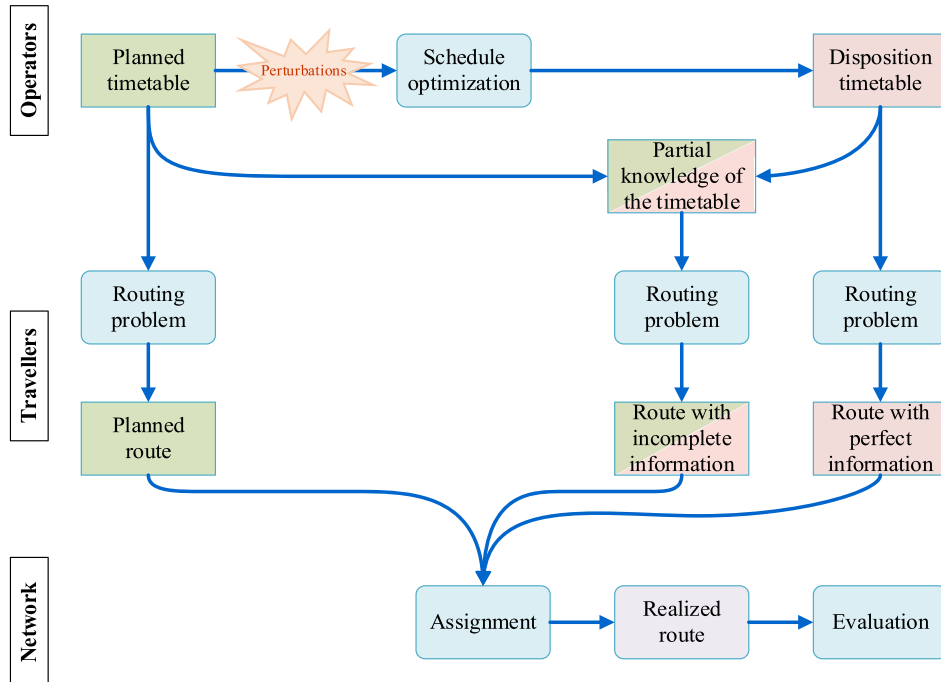 Operators
Planned
timetable
Perturbations
Schedule
optimization
Disposition
timetable
Partial
knowledge of
the timetable
Travellers
Routing
problem
Routing
problem
Routing
problem
Planned
route
Route with
incomplete
information
Route with
perfect
information
Network
Assignment
Realized
route
Evaluation